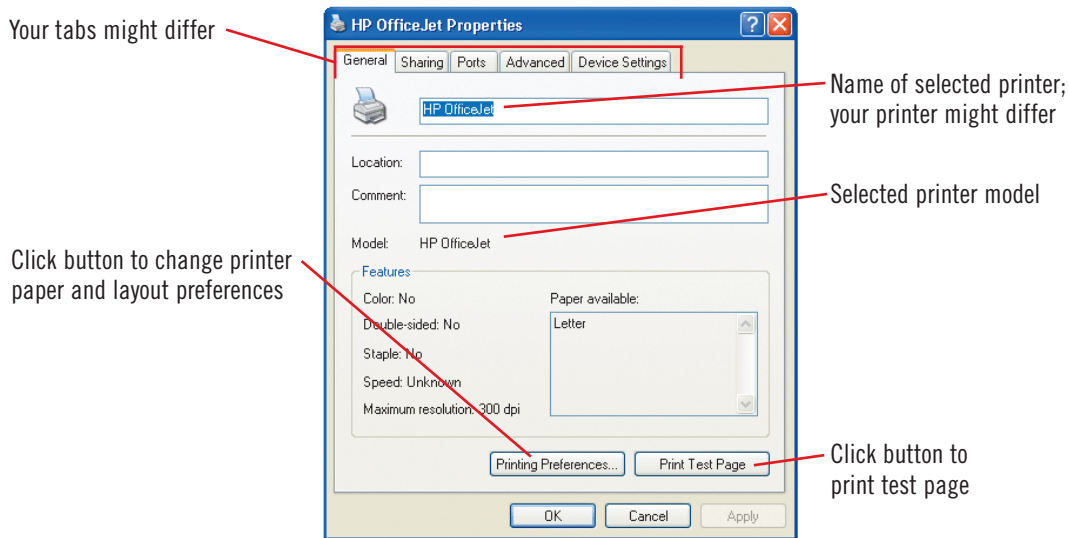 Your tabs might differ
HP OfficeJet Properties
General Sharing Ports Advanced Device Settings
HP OfficeJet
Name of selected printer;
your printer might differ
Location:
Comment:
Selected printer model
Model: HP OfficeJet
Click button to change printer
paper and layout preferences
Features
Color: No
Paper available:
Double-sided: No
Letter
Staple: No
Speed: Unknown
Maximum resolution: 300 dpi
Printing Preferences... Print Test Page
Click button to
print test page
OK Cancel Apply